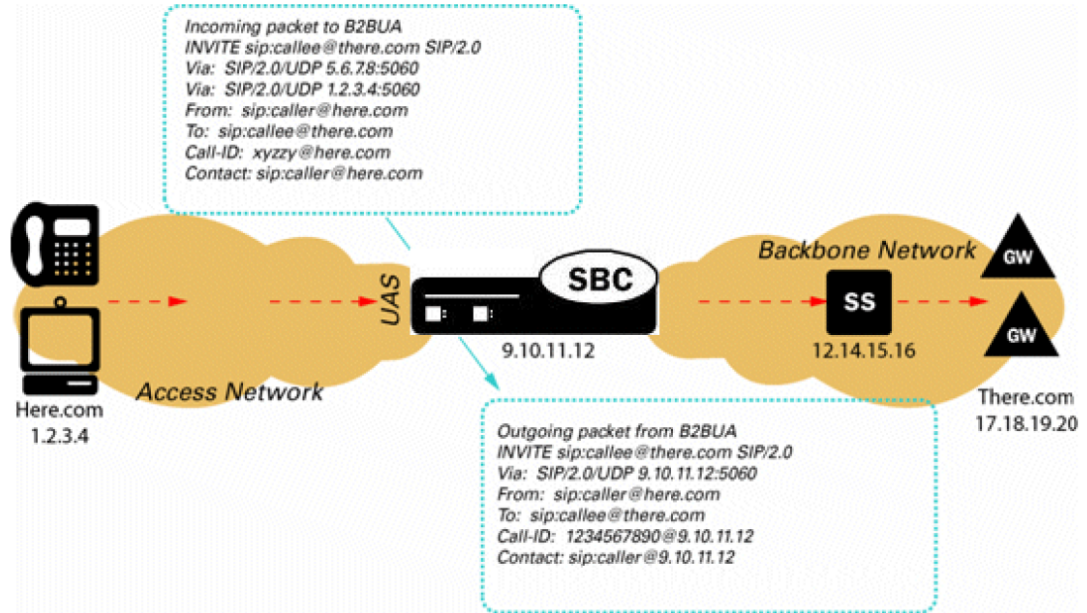 Incoming packet to B2BUA
INVITE sip:callee@there.com SIP/2.0
Via: SIP/2.0/UDP 5.6.7.8:5060
Via: SIP/2.0/UDP 1.2.3.4:5060
From: sip:caller@here.com
To: sip:callee@there.com
Call-ID: xyzzy@here.com
Contact: sip:caller@here.com
Access Network
Here.com
1.2.3.4
UAS
SBC
9.10.11.12
Backbone Network
SS
12.14.15.16
GW
GW
There.com
17.18.19.20
Outgoing packet from B2BUA
INVITE sip:callee@there.com SIP/2.0
Via: SIP/2.0/UDP 9.10.11.12:5060
From: sip:caller@here.com
To: sip:callee@there.com
Call-ID: 1234567890@9.10.11.12
Contact: sip:caller@9.10.11.12